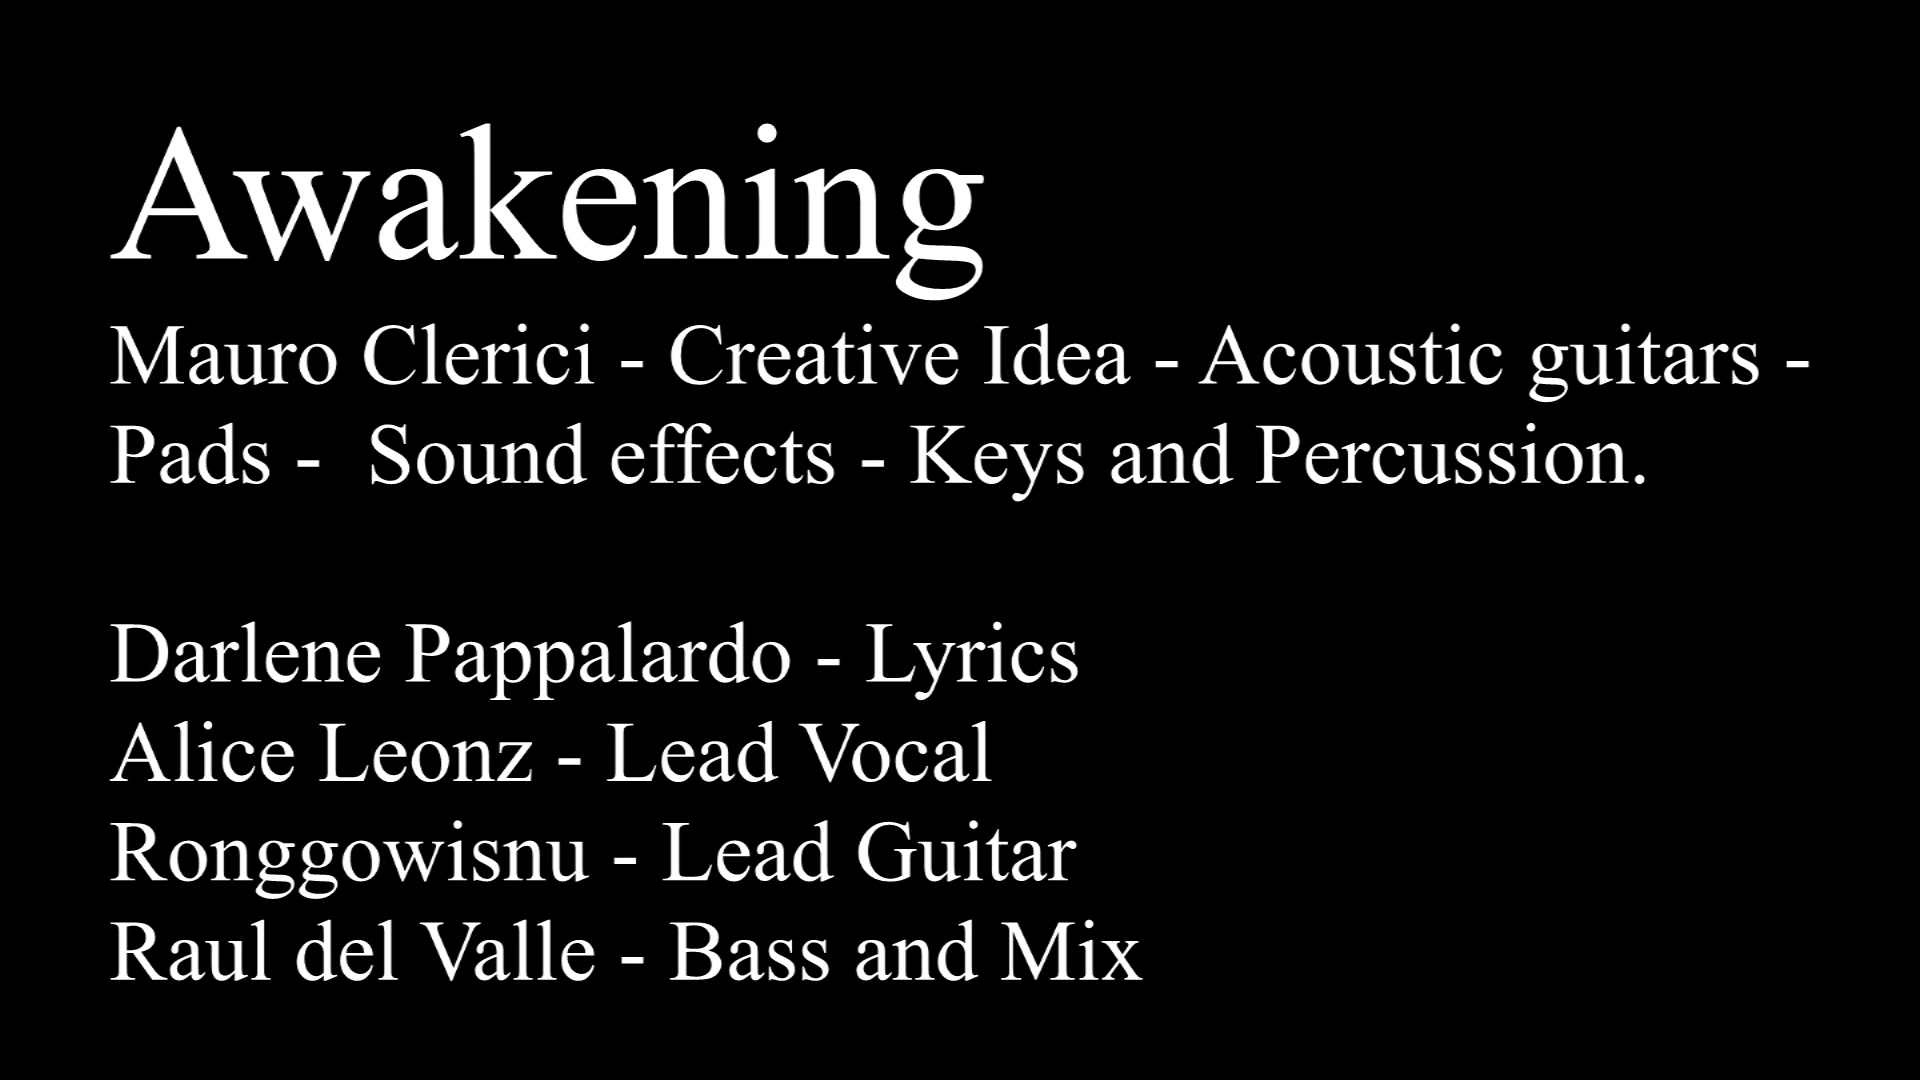 Awakening
Mauro Clerici - Creative Idea - Acoustic guitars -
Pads -  Sound effects - Keys and Percussion.
Darlene Pappalardo - Lyrics
Alice Leonz - Lead Vocal
Ronggowisnu - Lead Guitar
Raul del Valle - Bass and Mix